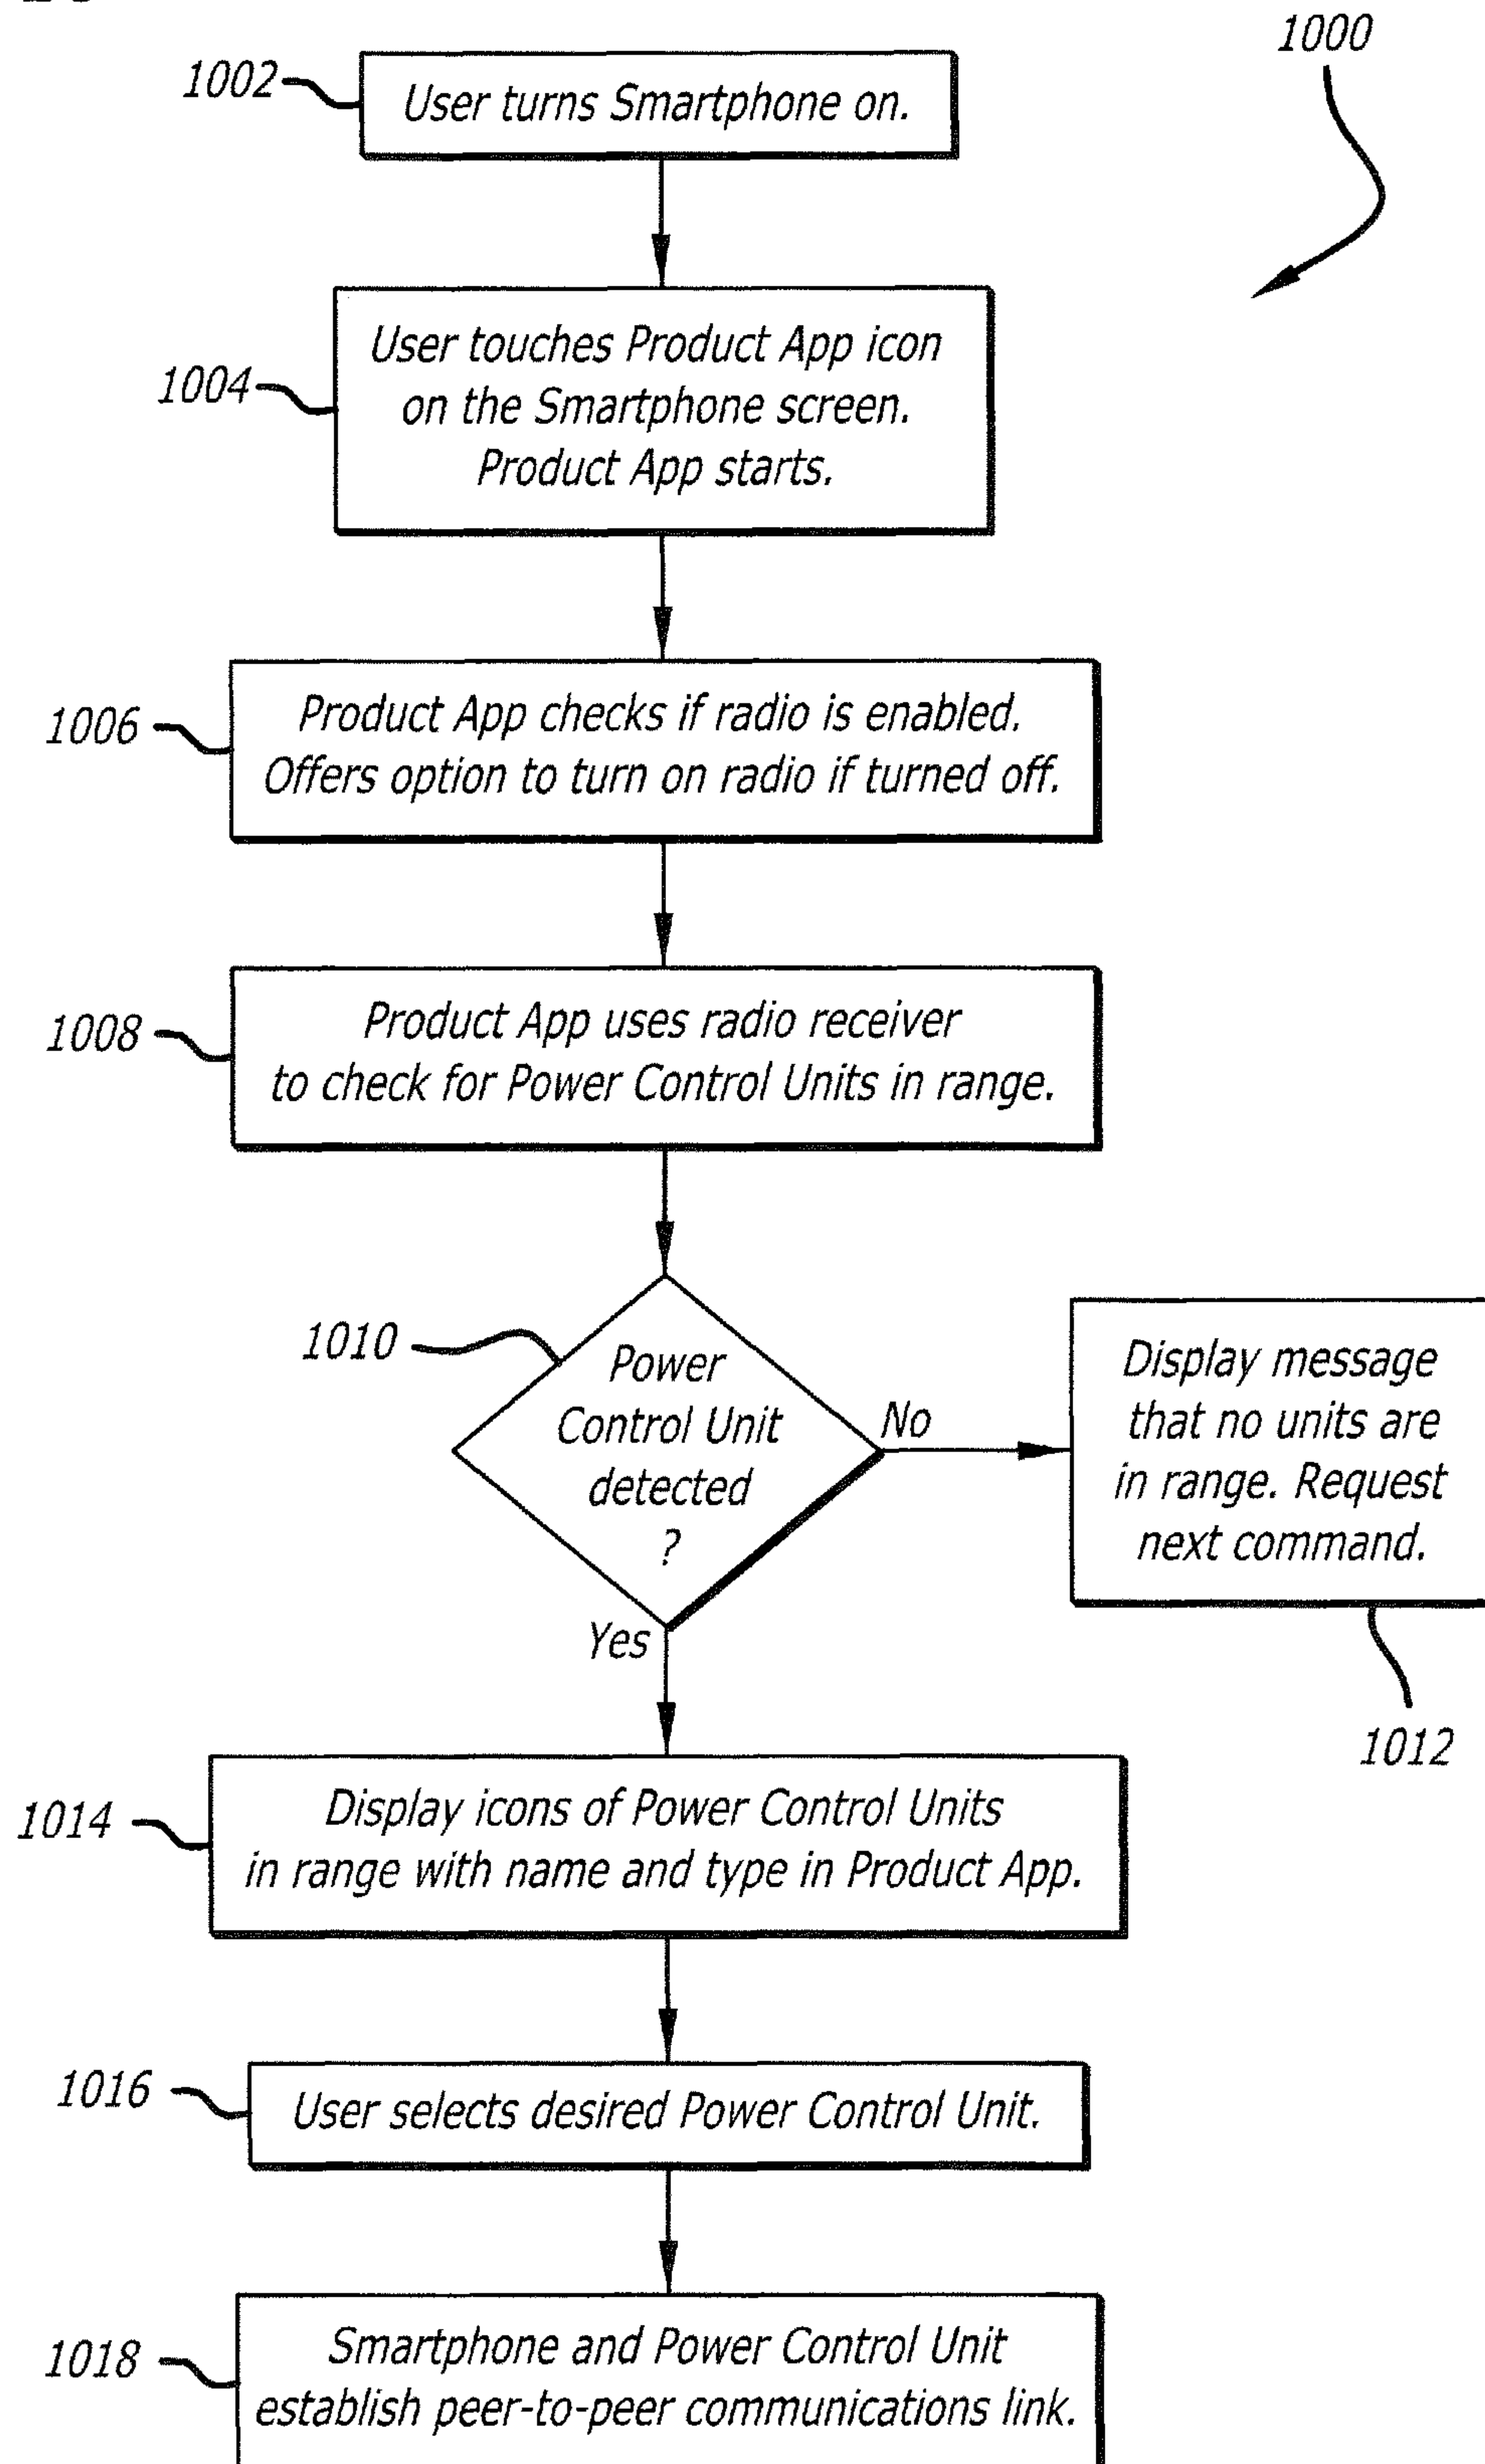 1000
1002
User turns Smartphone on.
1004
User touches Product App icon
on the Smartphone screen.
Product App starts.
1006
Product App checks if radio is enabled.
Offers option to turn on radio if turned off.
1008
Product App uses radio receiver
to check for Power Control Units in range.
1010
Power
Control Unit
detected
?
No
Display message
that no units are
in range. Request
next command.
1012
Yes
1014
Display icons of Power Control Units
in range with name and type in Product App.
1016
User selects desired Power Control Unit.
1018
Smartphone and Power Control Unit
establish peer-to-peer communications link.